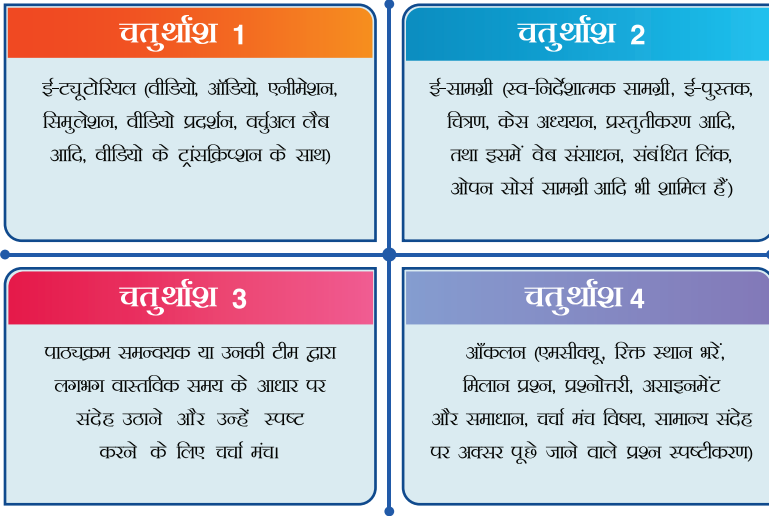 चतुर्थांश 1
ई-ट्यूटोरियल (वीडियो, ऑडियो, एनीमेशन,
सिमुलेशन, वीडियो प्रदर्शन, वर्चुअल लैब
आदि, वीडियो के ट्रांसक्रिप्शन के साथ)
चतुर्थांश 2
ई-सामग्री (स्व-निर्देशात्मक सामग्री, ई-पुस्तक,
चित्रण, केस अध्ययन, प्रस्तुतीकरण आदि,
तथा इसमें वेब संसाधन, संबंधित लिंक,
ओपन सोर्स सामग्री आदि भी शामिल हैं)
चतुर्थांश 3
पाठ्यक्रम समन्वयक या उनकी टीम द्वारा
लगभग वास्तविक समय के आधार पर
संदेह उठाने और उन्हें स्पष्ट
करने के लिए चर्चा मंच।
चतुर्थांश 4
आँकलन (एमसीक्यू, रिक्त स्थान भरें,
मिलान प्रश्न, प्रश्नोत्तरी, असाइनमेंट
और समाधान, चर्चा मंच विषय, सामान्य संदेह
पर अक्सर पूछे जाने वाले प्रश्न स्पष्टीकरण)